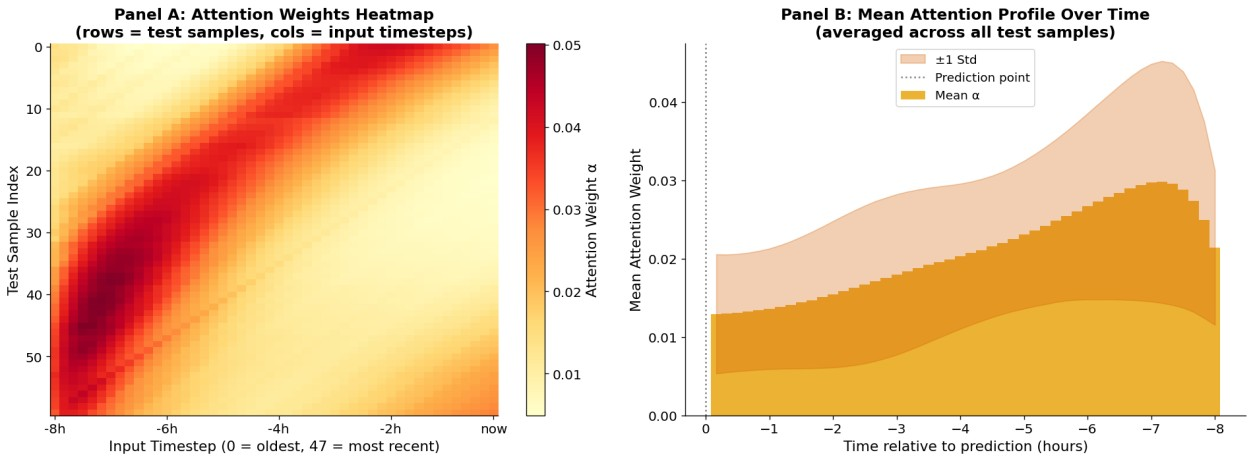 Panel A: Attention Weights Heatmap
(rows = test samples, cols = input timesteps)
0
10
20
30
40
50
Test Sample Index
-8h
-6h
-4h
-2h
now
Input Timestep (0 = oldest, 47 = most recent)
0.05
0.04
0.03
0.02
0.01
Attention Weight α
Panel B: Mean Attention Profile Over Time
(averaged across all test samples)
±1 Std
Prediction point
Mean α
0.04
0.03
0.02
0.01
0.00
Mean Attention Weight
0
−1
−2
−3
−4
−5
−6
−7
−8
Time relative to prediction (hours)